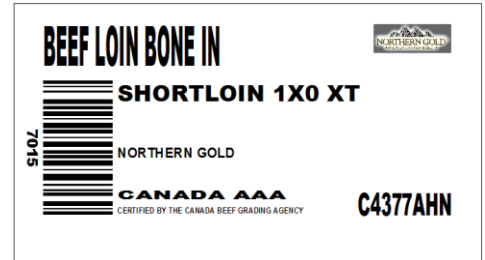 BEEF LOIN BONE IN
NORTHERN GOLD
SHORTLOIN 1X0 XT
7015
NORTHERN GOLD
CANADA AAA
CERTIFIED BY THE CANADA BEEF GRADING AGENCY
C4377AHN